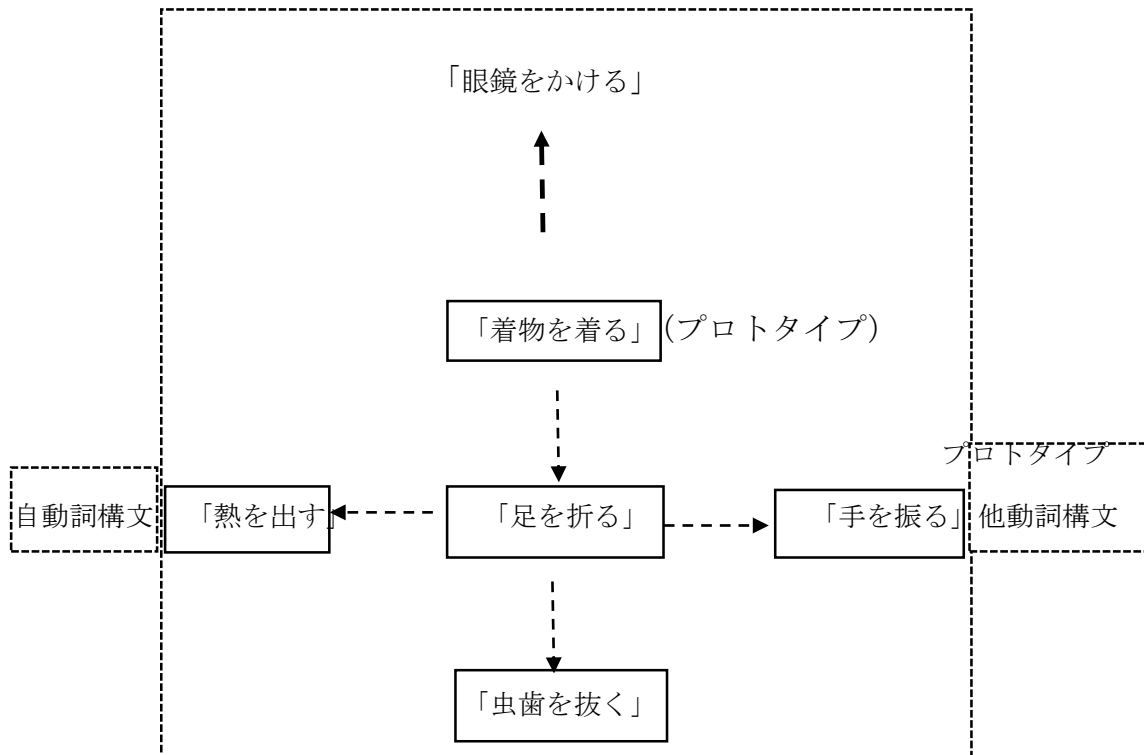 「眼鏡をかける」
「着物を着る」(プロトタイプ)
プロトタイプ
自動詞構文
「熱を出す」
「足を折る」
「手を振る」
他動詞構文
「虫歯を抜く」